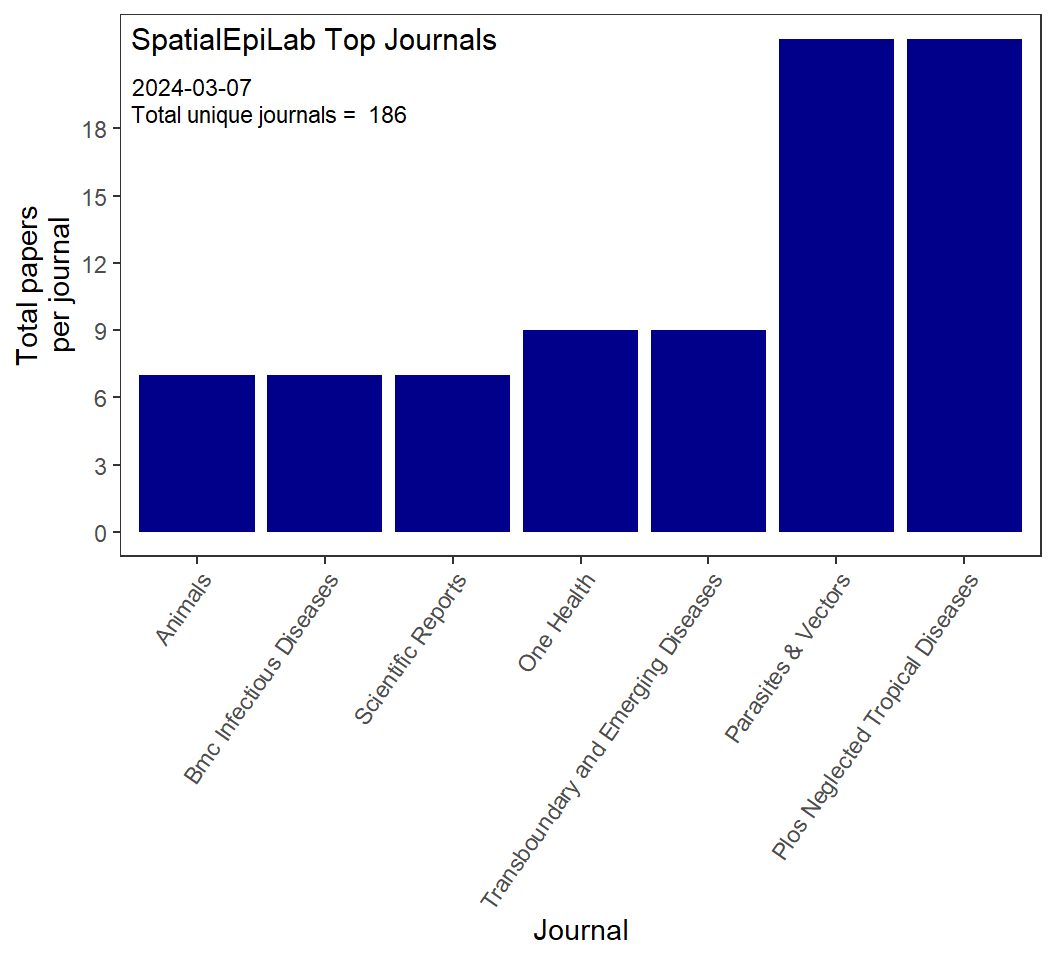 SpatialEpiLab Top Journals
2024-03-07
Total unique journals =  186
Total papers
per journal
18
15
12
9
6
3
0
Animals
Bmc Infectious Diseases
Scientific Reports
One Health
Transboundary and Emerging Diseases
Parasites & Vectors
Plos Neglected Tropical Diseases
Journal